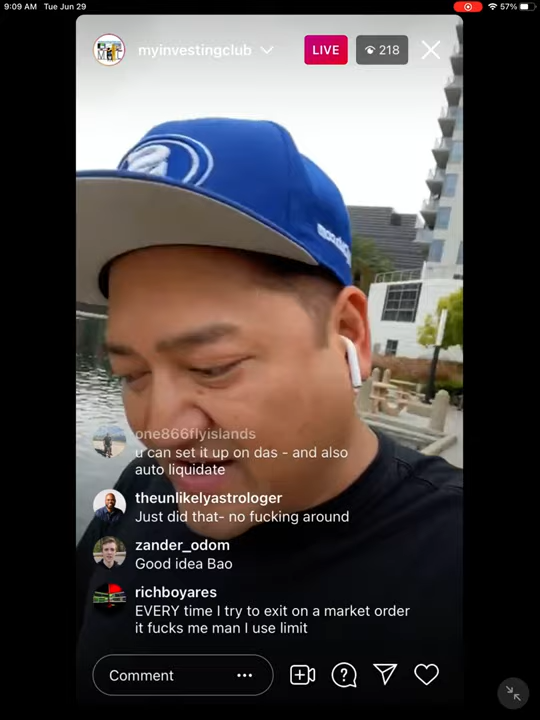 9:09 AM Tue Jun 29
57%
myinvestingclub
LIVE
218
one866flyislands
u can set it up on das - and also
auto liquidate
theunlikelyastrologer
Just did that- no fucking around
zander_odom
Good idea Bao
richboyares
EVERY time I try to exit on a market order
it fucks me man I use limit
Comment